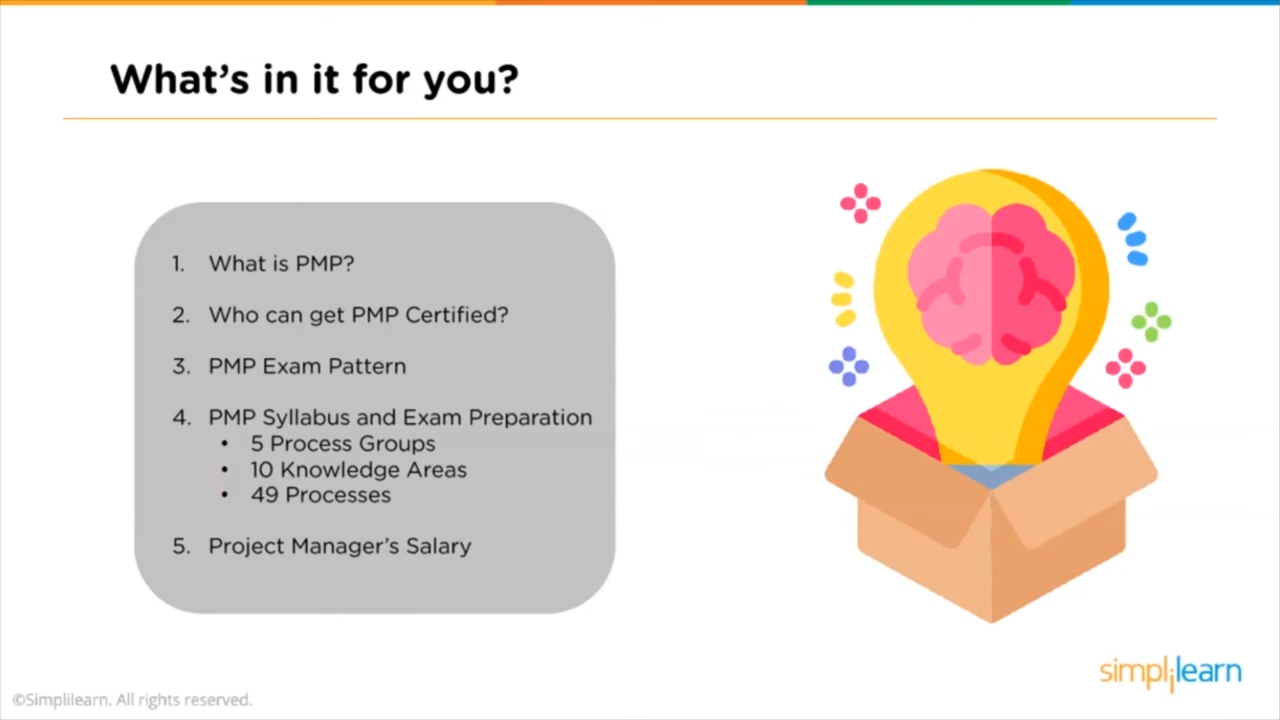 What's in it for you?
1. What is PMP?
2. Who can get PMP Certified?
3. PMP Exam Pattern
4. PMP Syllabus and Exam Preparation
• 5 Process Groups
• 10 Knowledge Areas
• 49 Processes
5. Project Manager's Salary
simplilearn
©Simplilearn. All rights reserved.